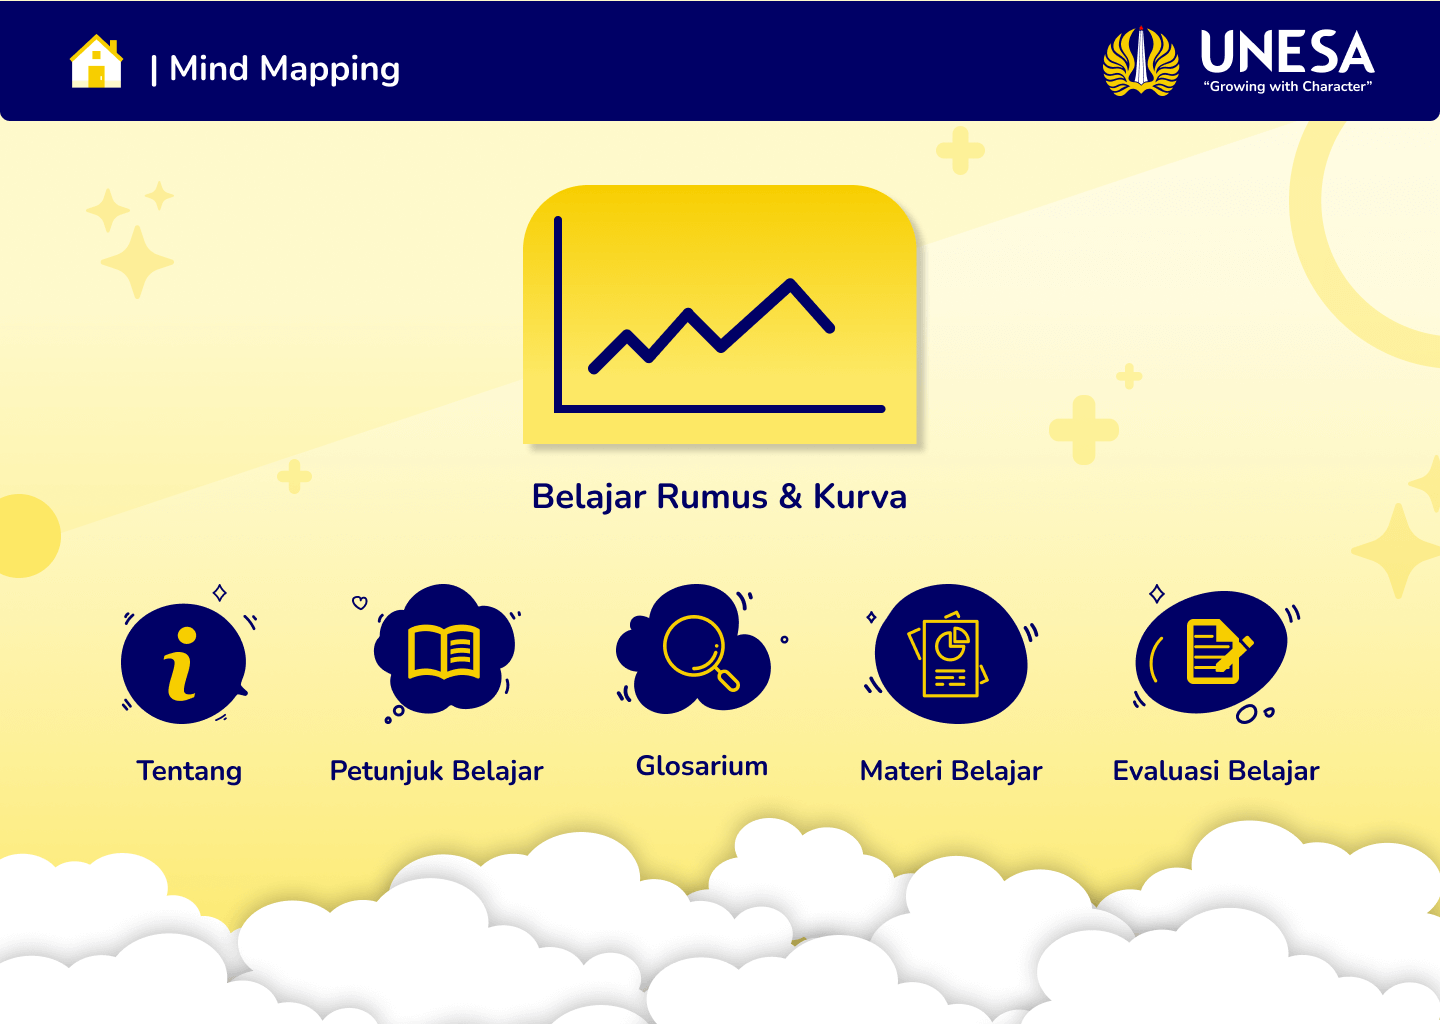 | Mind Mapping
UNESA
“Growing with Character”
Belajar Rumus & Kurva
Tentang
Petunjuk Belajar
Glosarium
Materi Belajar
Evaluasi Belajar